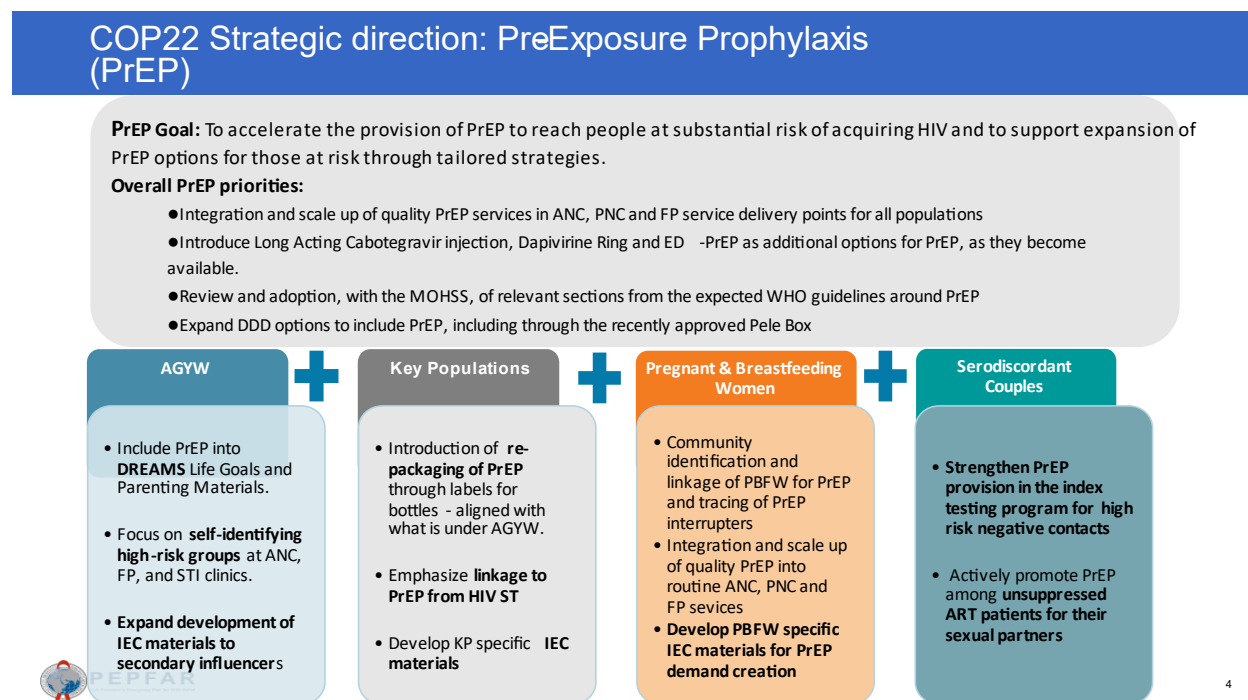 COP22 Strategic direction: Pre-Exposure Prophylaxis
(PrEP)
PrEP Goal: To accelerate the provision of PrEP to reach people at substantial risk of acquiring HIV and to support expansion of
PrEP options for those at risk through tailored strategies.
Overall PrEP priorities:
●Integration and scale up of quality PrEP services in ANC, PNC and FP service delivery points for all populations
●Introduce Long Acting Cabotegravir injection, Dapivirine Ring and ED -PrEP as additional options for PrEP, as they become
available.
●Review and adoption, with the MOHSS, of relevant sections from the expected WHO guidelines around PrEP
●Expand DDD options to include PrEP, including through the recently approved Pele Box
AGYW
• Include PrEP into
DREAMS Life Goals and
Parenting Materials.
• Focus on self-identifying
high-risk groups at ANC,
FP, and STI clinics.
• Expand development of
IEC materials to
secondary influencers
Key Populations
• Introduction of re-
packaging of PrEP
through labels for
bottles - aligned with
what is under AGYW.
• Emphasize linkage to
PrEP from HIV ST
• Develop KP specific IEC
materials
Pregnant & Breastfeeding
Women
• Community
identification and
linkage of PBFW for PrEP
and tracing of PrEP
interrupters
• Integration and scale up
of quality PrEP into
routine ANC, PNC and
FP sevices
• Develop PBFW specific
IEC materials for PrEP
demand creation
Serodiscordant
Couples
• Strengthen PrEP
provision in the index
testing program for high
risk negative contacts
• Actively promote PrEP
among unsuppressed
ART patients for their
sexual partners
PEPFAR
4